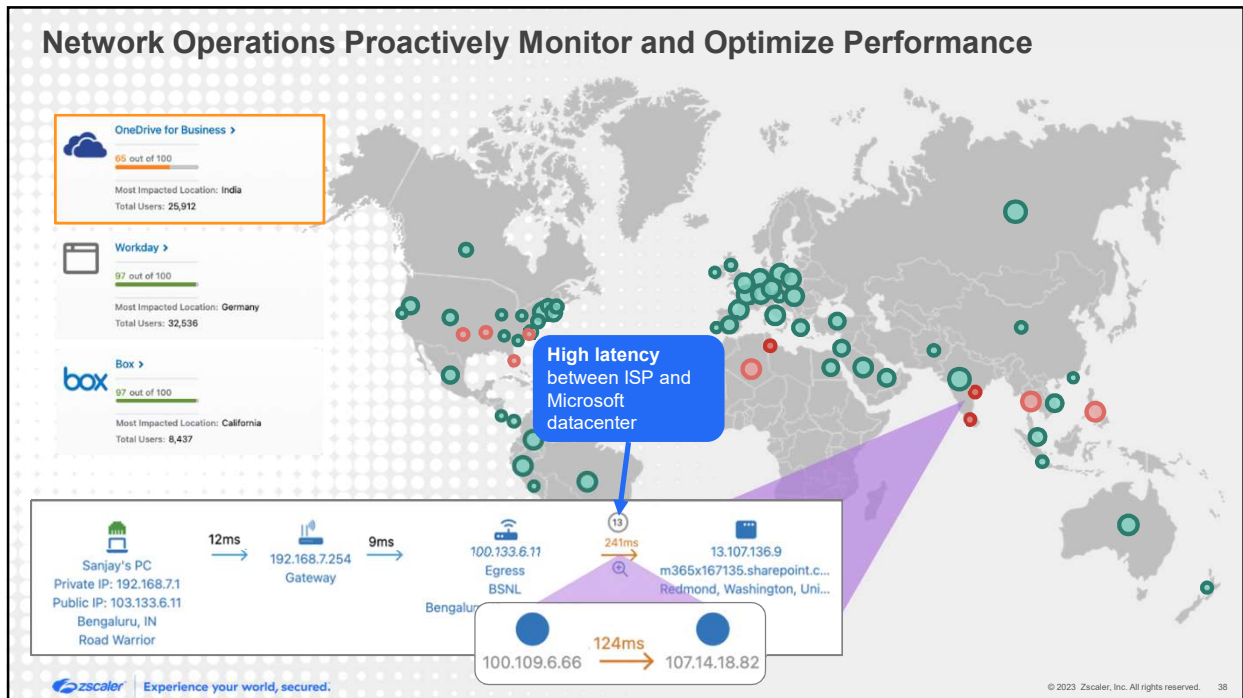 Network Operations Proactively Monitor and Optimize Performance
OneDrive for Business >
65 out of 100
Most Impacted Location: India
Total Users: 25,912
Workday >
97 out of 100
Most Impacted Location: Germany
Total Users: 32,536
box
Box >
97 out of 100
Most Impacted Location: California
Total Users: 8,437
High latency
between ISP and
Microsoft
datacenter
Sanjay's PC
Private IP: 192.168.7.1
Public IP: 103.133.6.11
Bengaluru, IN
Road Warrior
12ms
192.168.7.254
Gateway
9ms
100.133.6.11
Egress
BSNL
13
241ms
13.107.136.9
m365x167135.sharepoint.c...
Redmond, Washington, Uni...
100.109.6.66
.124ms
107.14.18.82
zscaler
Experience your world, secured.
© 2023 Zscaler, Inc. All rights reserved. 38